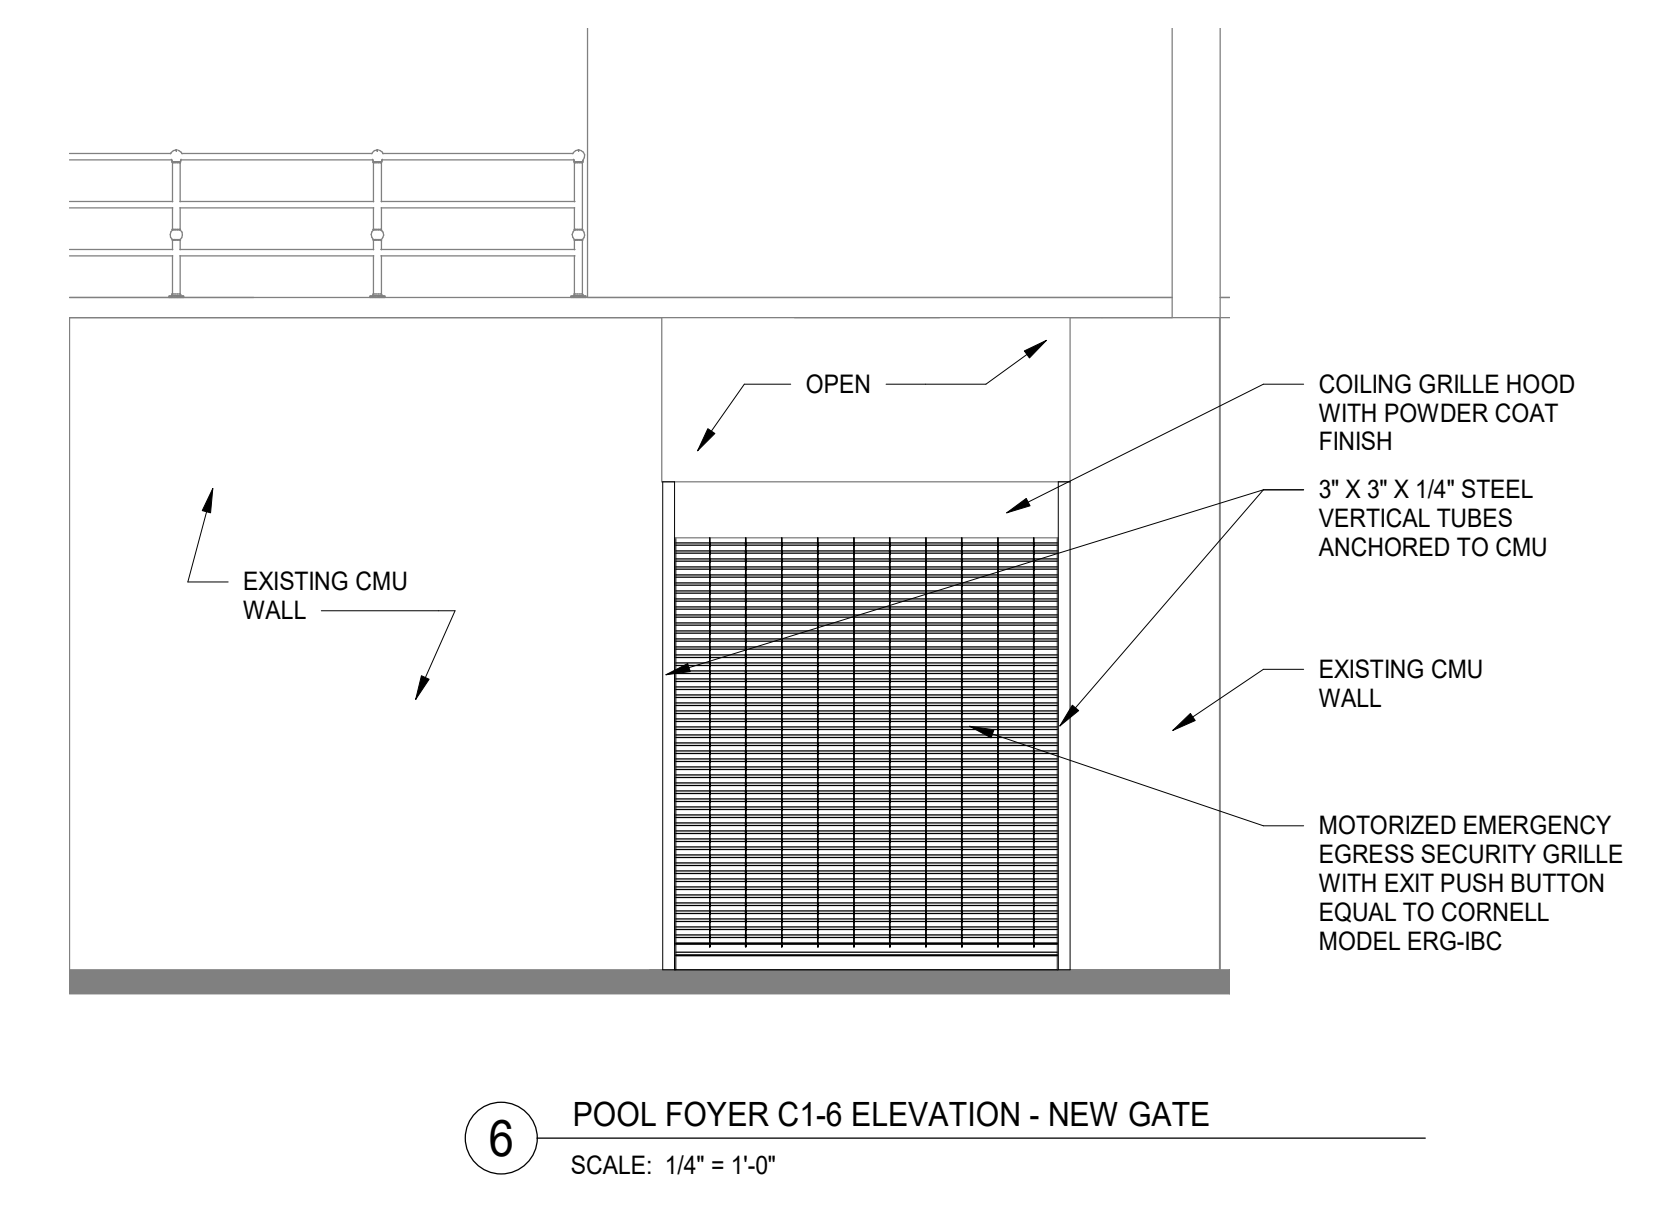 OPEN
COILING GRILLE HOOD
WITH POWDER COAT
FINISH
3" X 3" X 1/4" STEEL
VERTICAL TUBES
ANCHORED TO CMU
EXISTING CMU
WALL
EXISTING CMU
WALL
MOTORIZED EMERGENCY
EGRESS SECURITY GRILLE
WITH EXIT PUSH BUTTON
EQUAL TO CORNELL
MODEL ERG-IBC
6
POOL FOYER C1-6 ELEVATION - NEW GATE
SCALE: 1/4" = 1'-0"